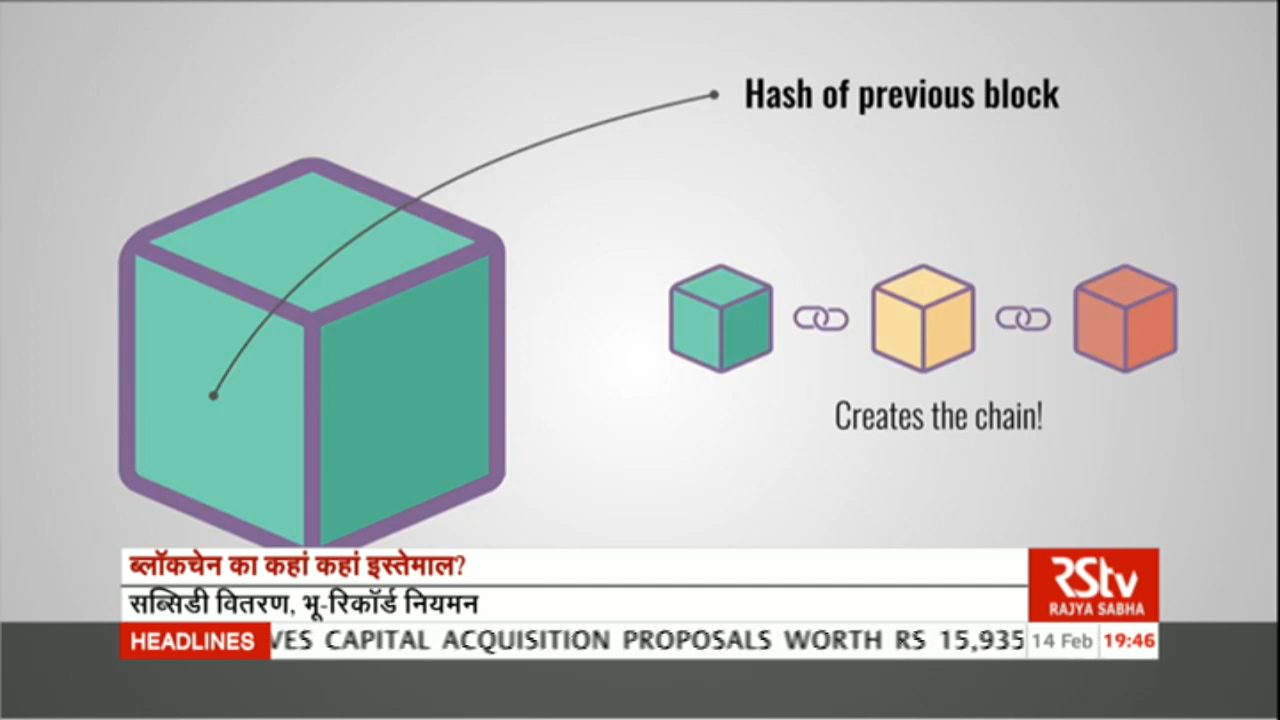 Hash of previous block
Creates the chain!
ब्लॉकचेन का कहां कहां इस्तेमाल?
सब्सिडी वितरण, भू-रिकॉर्ड नियमन
RStv
RAJYA SABHA
HEADLINES VES CAPITAL ACQUISITION PROPOSALS WORTH RS 15,935 14 Feb 19:46